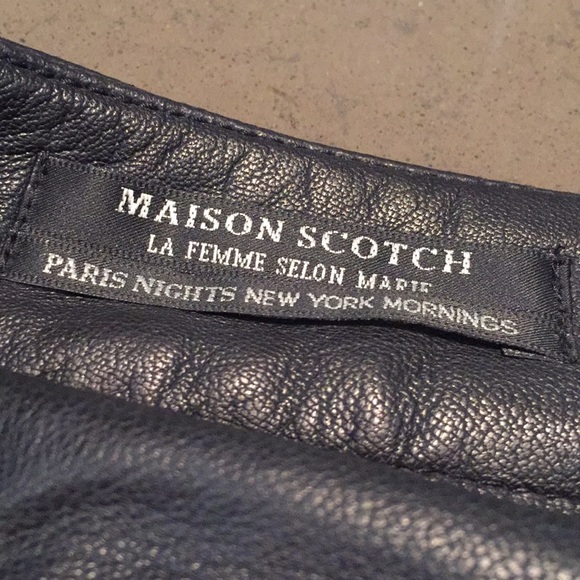 MAISON SCOTCH
LA FEMME SELON MARIE
PARIS NIGHTS NEW YORK MORNINGS